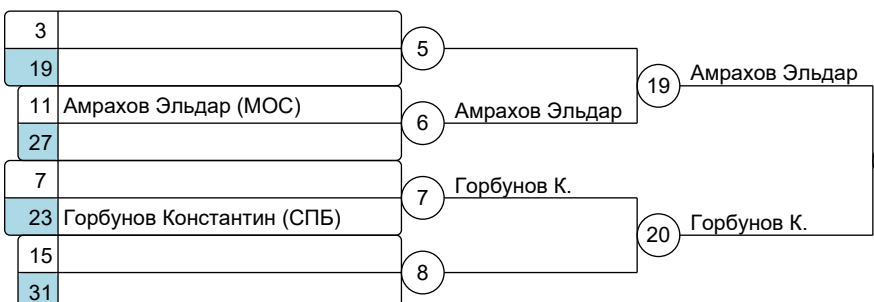 3
5
19
19 Амрахов Эльдар
11 Амрахов Эльдар (МОС)
6 Амрахов Эльдар
27
7
7 Горбунов К.
23 Горбунов Константин (СПБ)
20 Горбунов К.
15
8
31